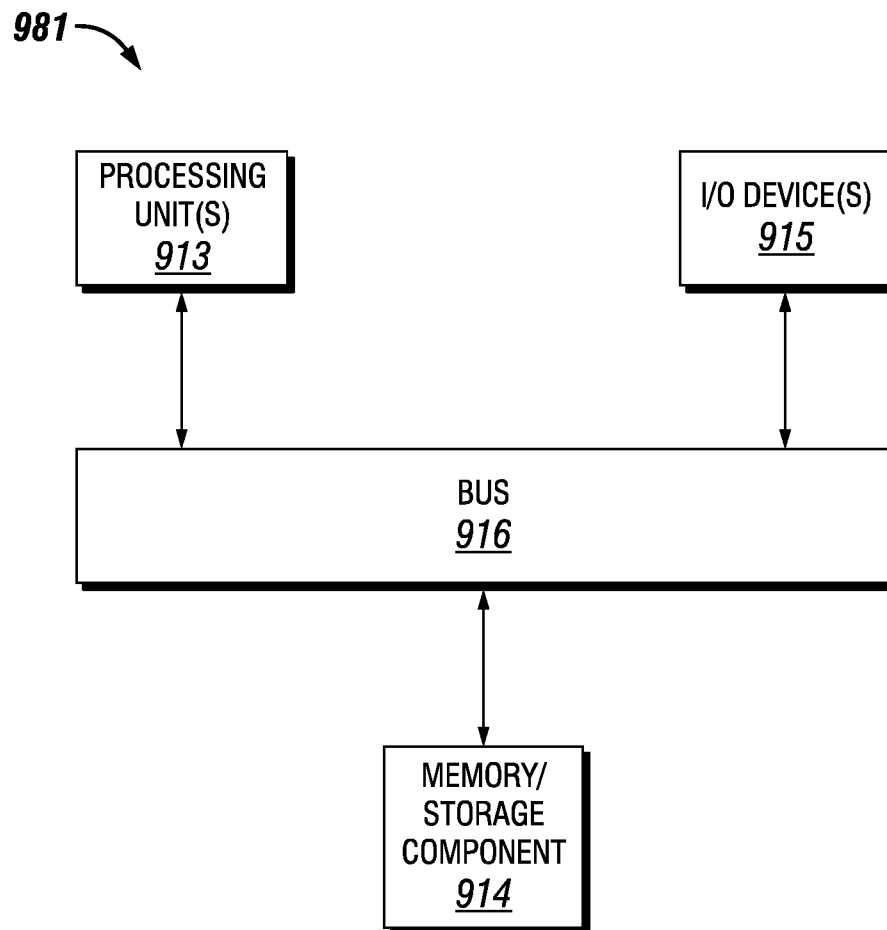 981
PROCESSING
UNIT(S)
913
I/O DEVICE(S)
915
BUS
916
MEMORY/
STORAGE
COMPONENT
914